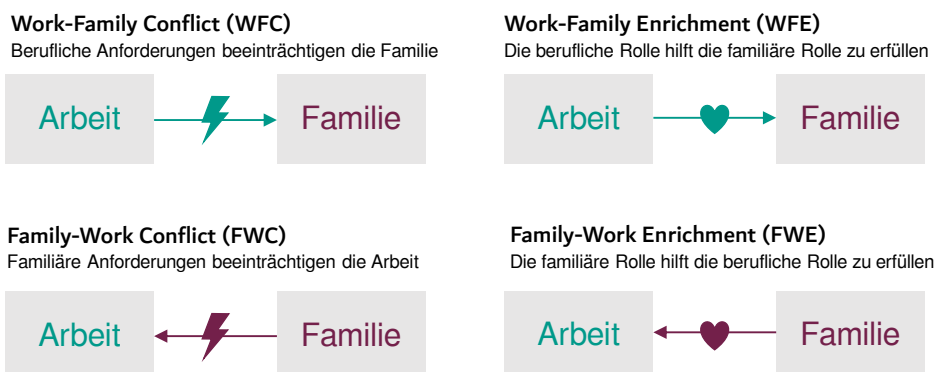 Work-Family Conflict (WFC)
Berufliche Anforderungen beeinträchtigen die Familie
Arbeit
Familie
Work-Family Enrichment (WFE)
Die berufliche Rolle hilft die familiäre Rolle zu erfüllen
Arbeit
Familie
Family-Work Conflict (FWC)
Familiäre Anforderungen beeinträchtigen die Arbeit
Arbeit
Familie
Family-Work Enrichment (FWE)
Die familiäre Rolle hilft die berufliche Rolle zu erfüllen
Arbeit
Familie